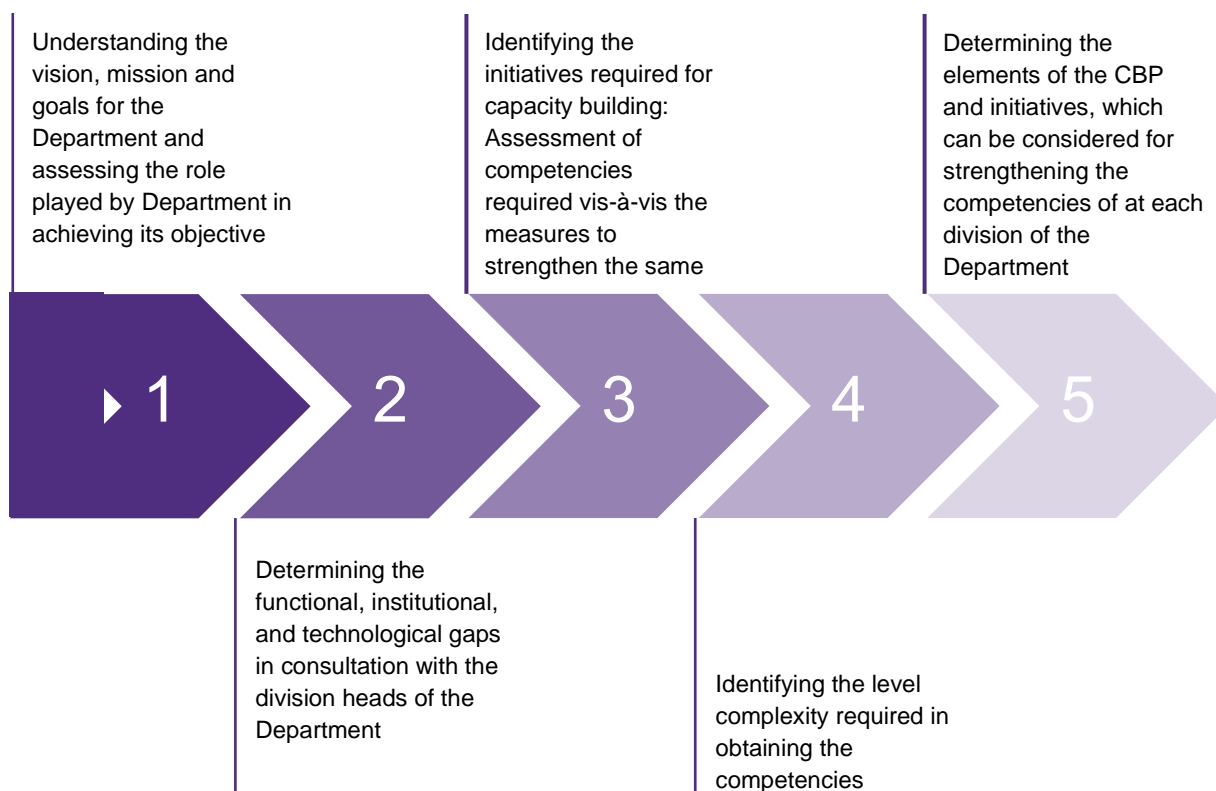 Understanding the
vision, mission and
goals for the
Department and
assessing the role
played by Department in
achieving its objective
Identifying the
initiatives required for
capacity building:
Assessment of
competencies
required vis-à-vis the
measures to
strengthen the same
Determining the
elements of the CBP
and initiatives, which
can be considered for
strengthening the
competencies of at each
division of the
Department
1
2
3
4
5
Determining the
functional, institutional,
and technological gaps
in consultation with the
division heads of the
Department
Identifying the level
complexity required in
obtaining the
competencies